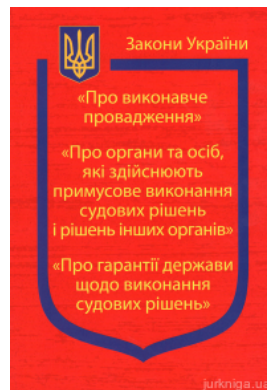 Закони України
«Про виконавче
провадження»
«Про органи та осіб,
які здійснюють
примусове виконання
судових рішень
і рішень інших органів»
«Про гарантії держави
щодо виконання
судових рішень»
jurkniga.ua